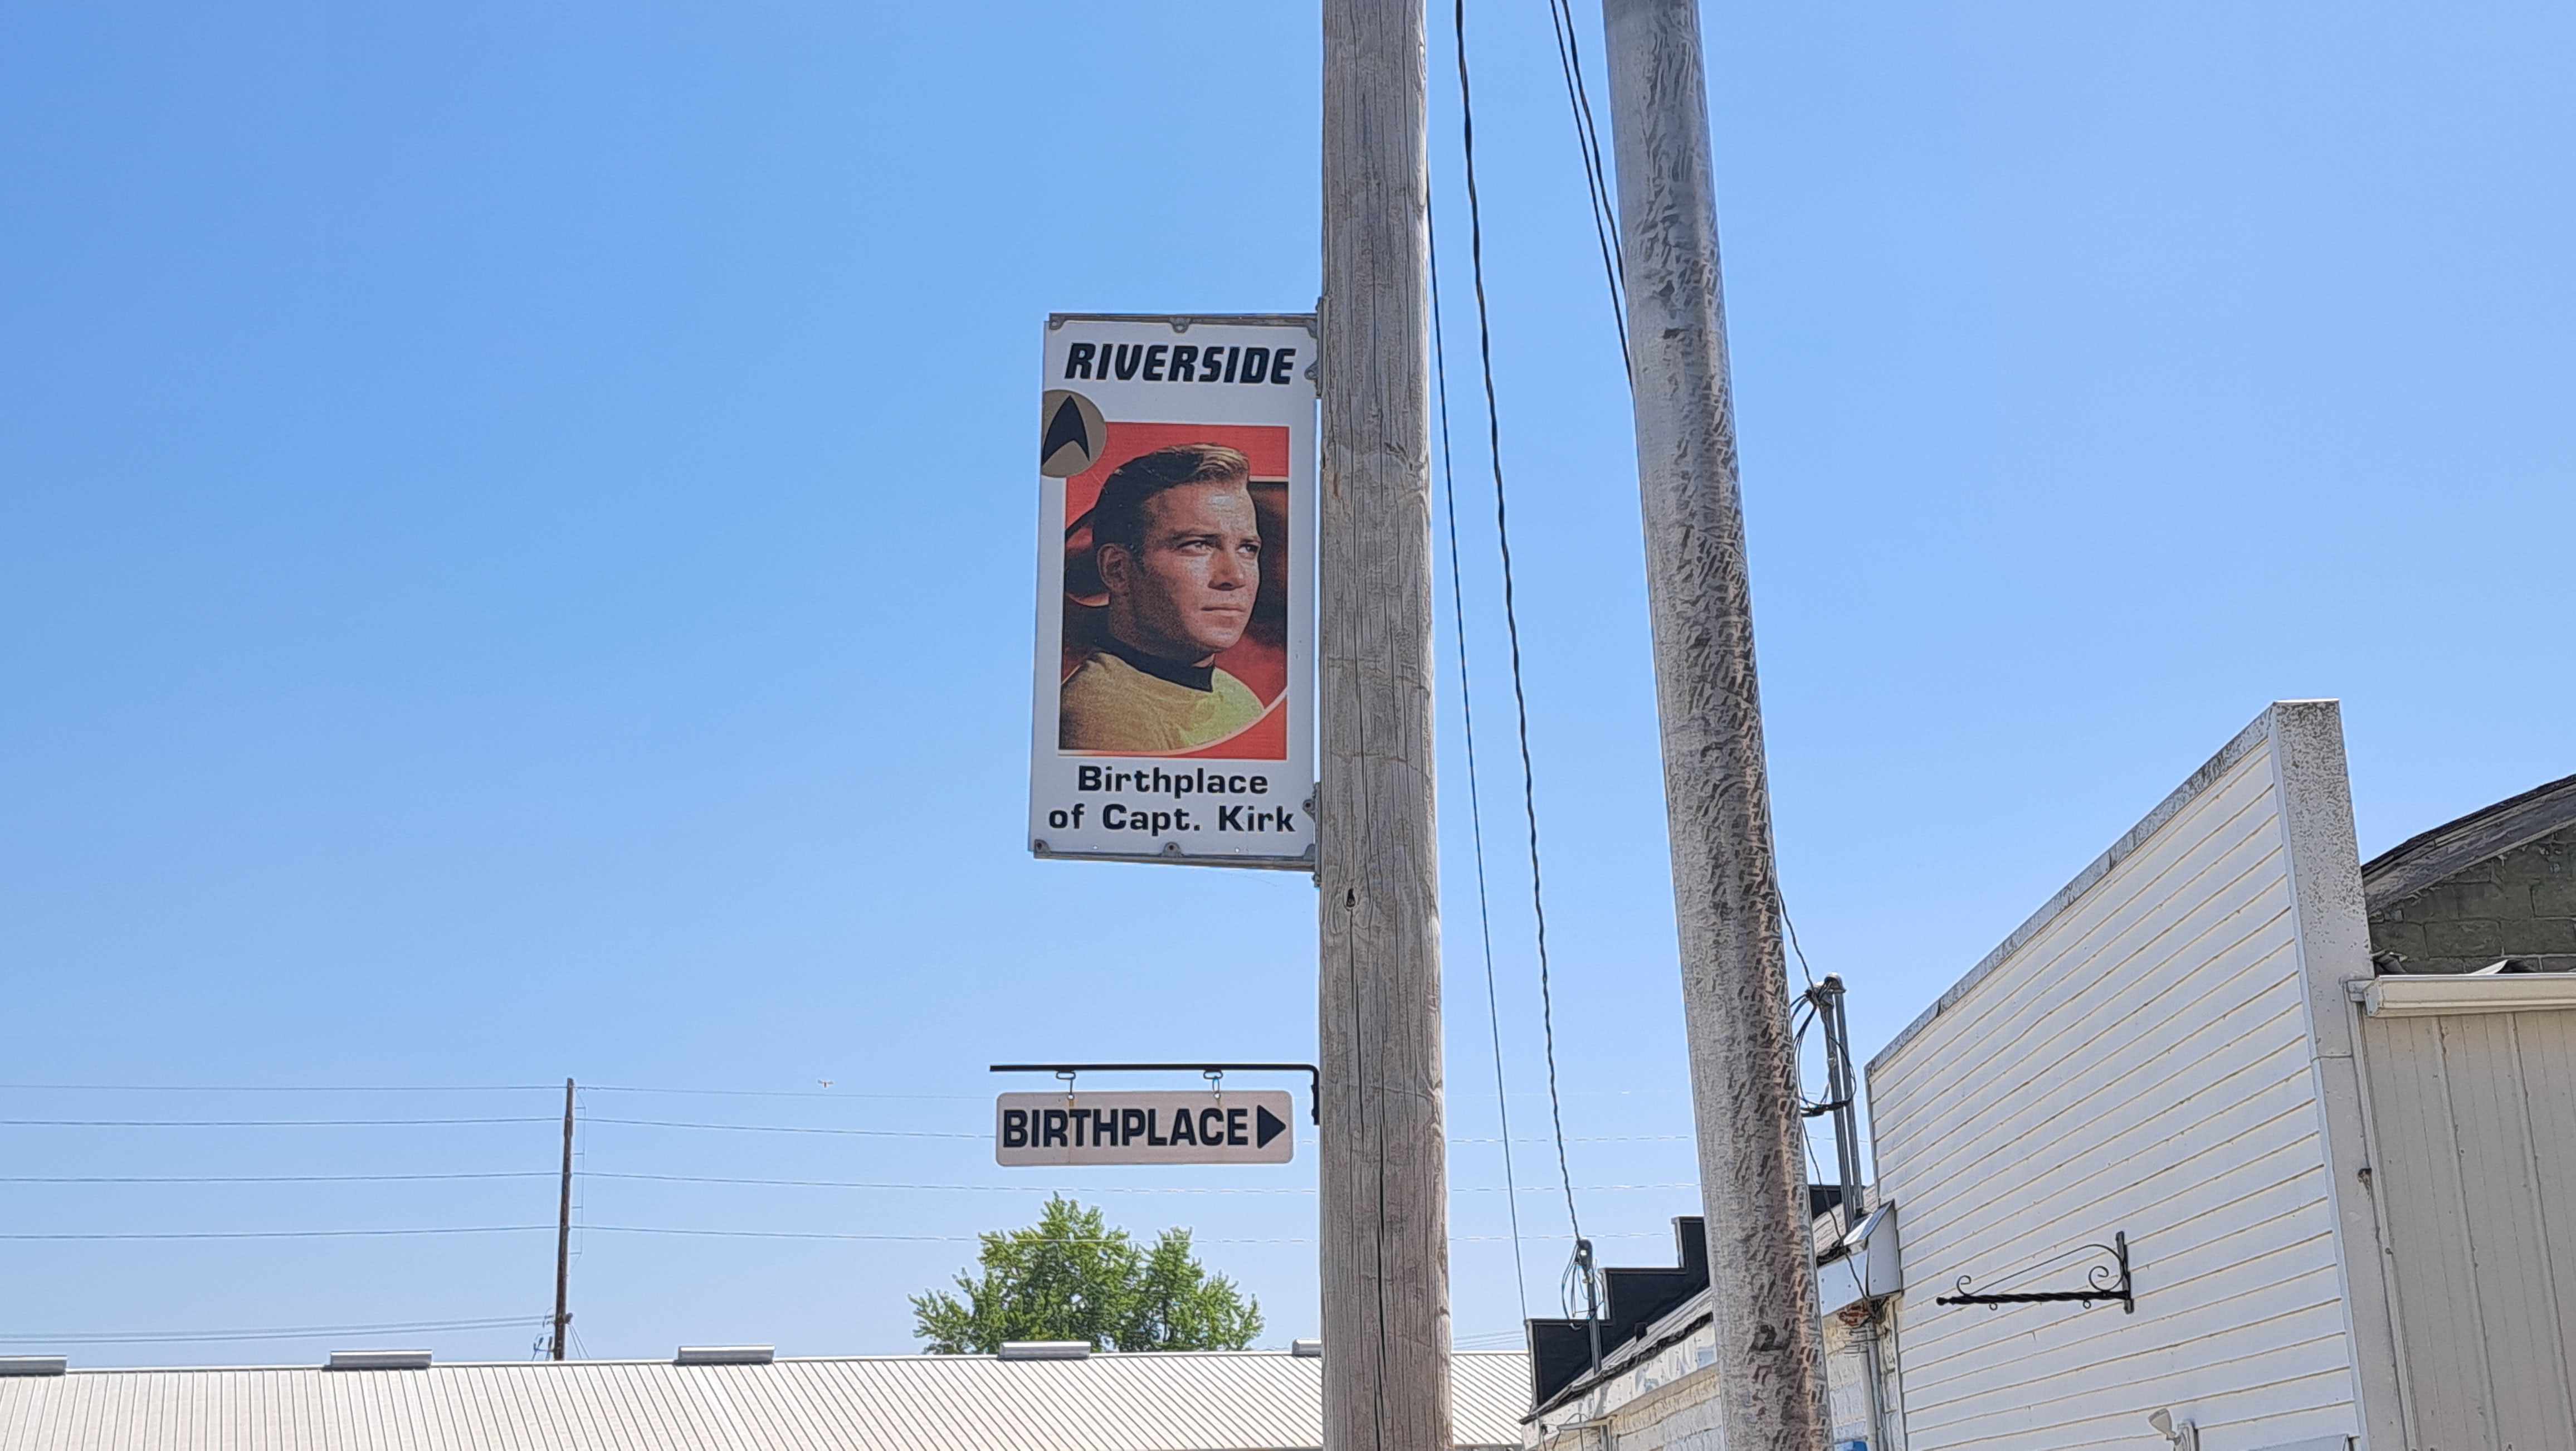 RIVERSIDE
Birthplace
of Capt. Kirk
BIRTHPLACE